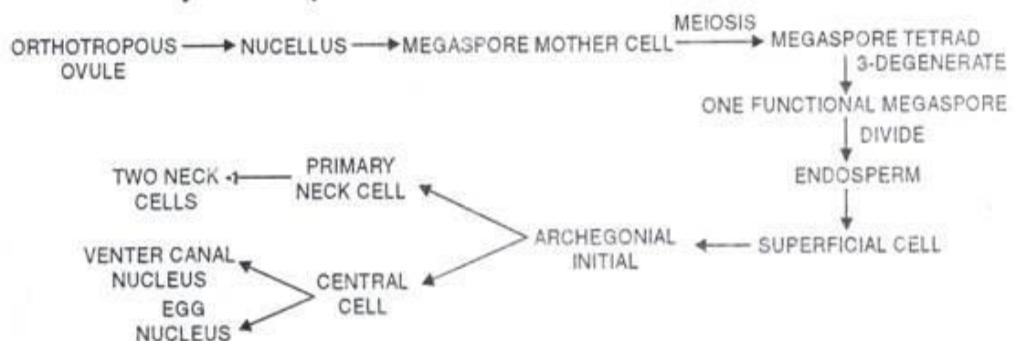 ORTHOTROPOUS
OVULE
NUCELLUS
MEGASPORE MOTHER CELL
MEIOSIS
MEGASPORE TETRAD
3-DEGENERATE
ONE FUNCTIONAL MEGASPORE
DIVIDE
ENDOSPERM
SUPERFICIAL CELL
ARCHEGONIAL
INITIAL
PRIMARY
NECK CELL
TWO NECK
CELLS
CENTRAL
CELL
VENTER CANAL
NUCLEUS
EGG
NUCLEUS